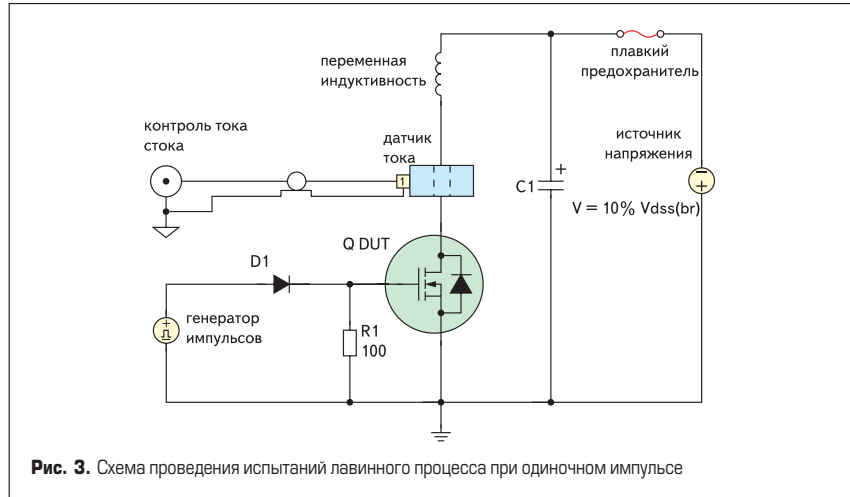 переменная
индуктивность
плавкий
предохранитель
контроль тока
стока
датчик
тока
1
источник
напряжения
C1
+
−
+
V = 10% Vdss(br)
Q DUT
D1
+
генератор
импульсов
R1
100
Рис. 3. Схема проведения испытаний лавинного процесса при одиночном импульсе